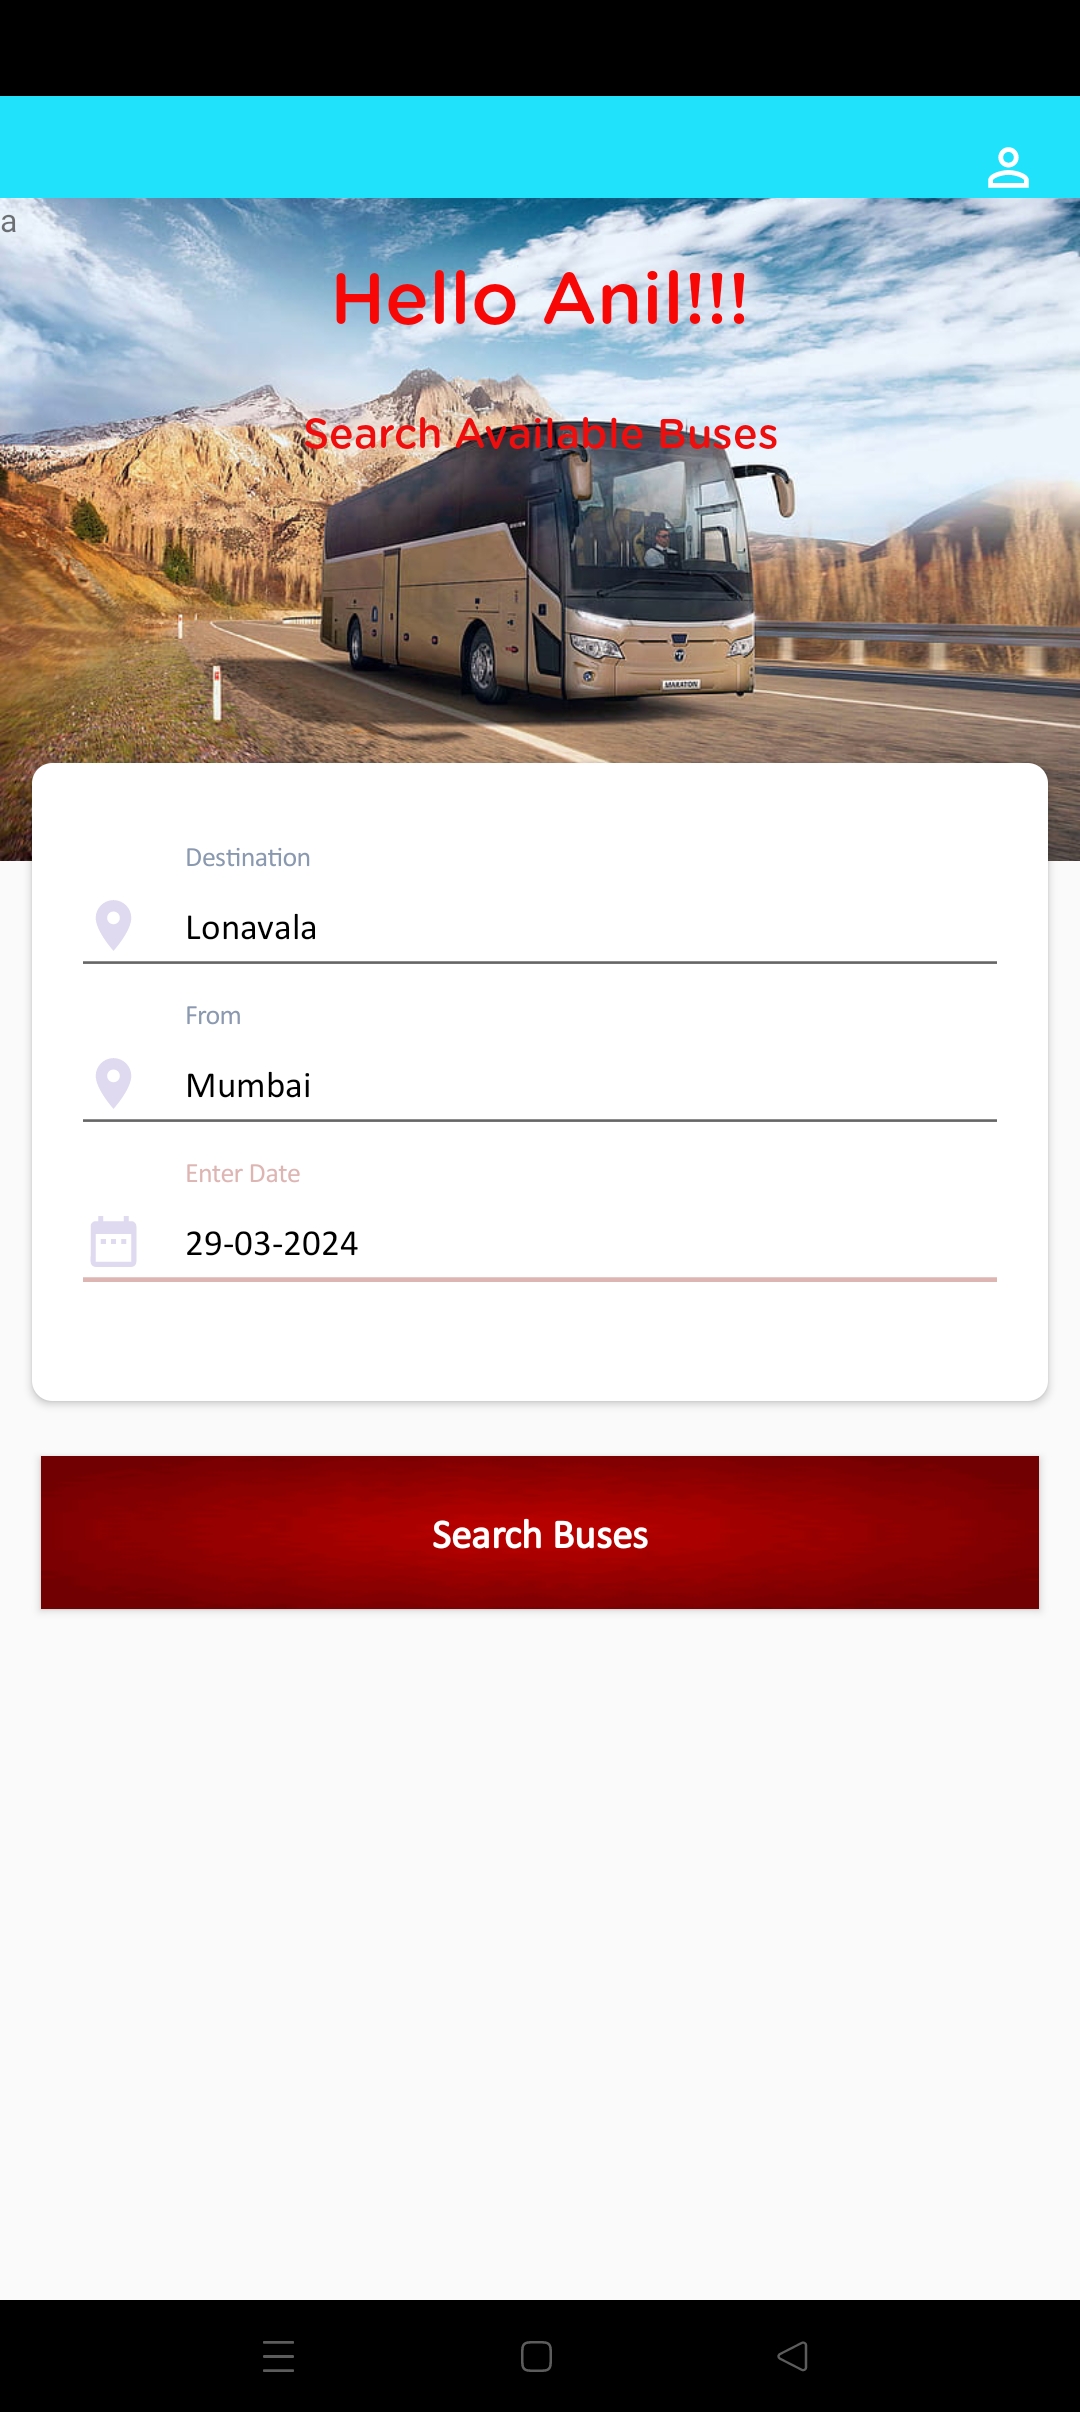 a
Hello Anil!!!
Search Available Buses
MARATON
Destination
Lonavala
From
Mumbai
Enter Date
29-03-2024
Search Buses